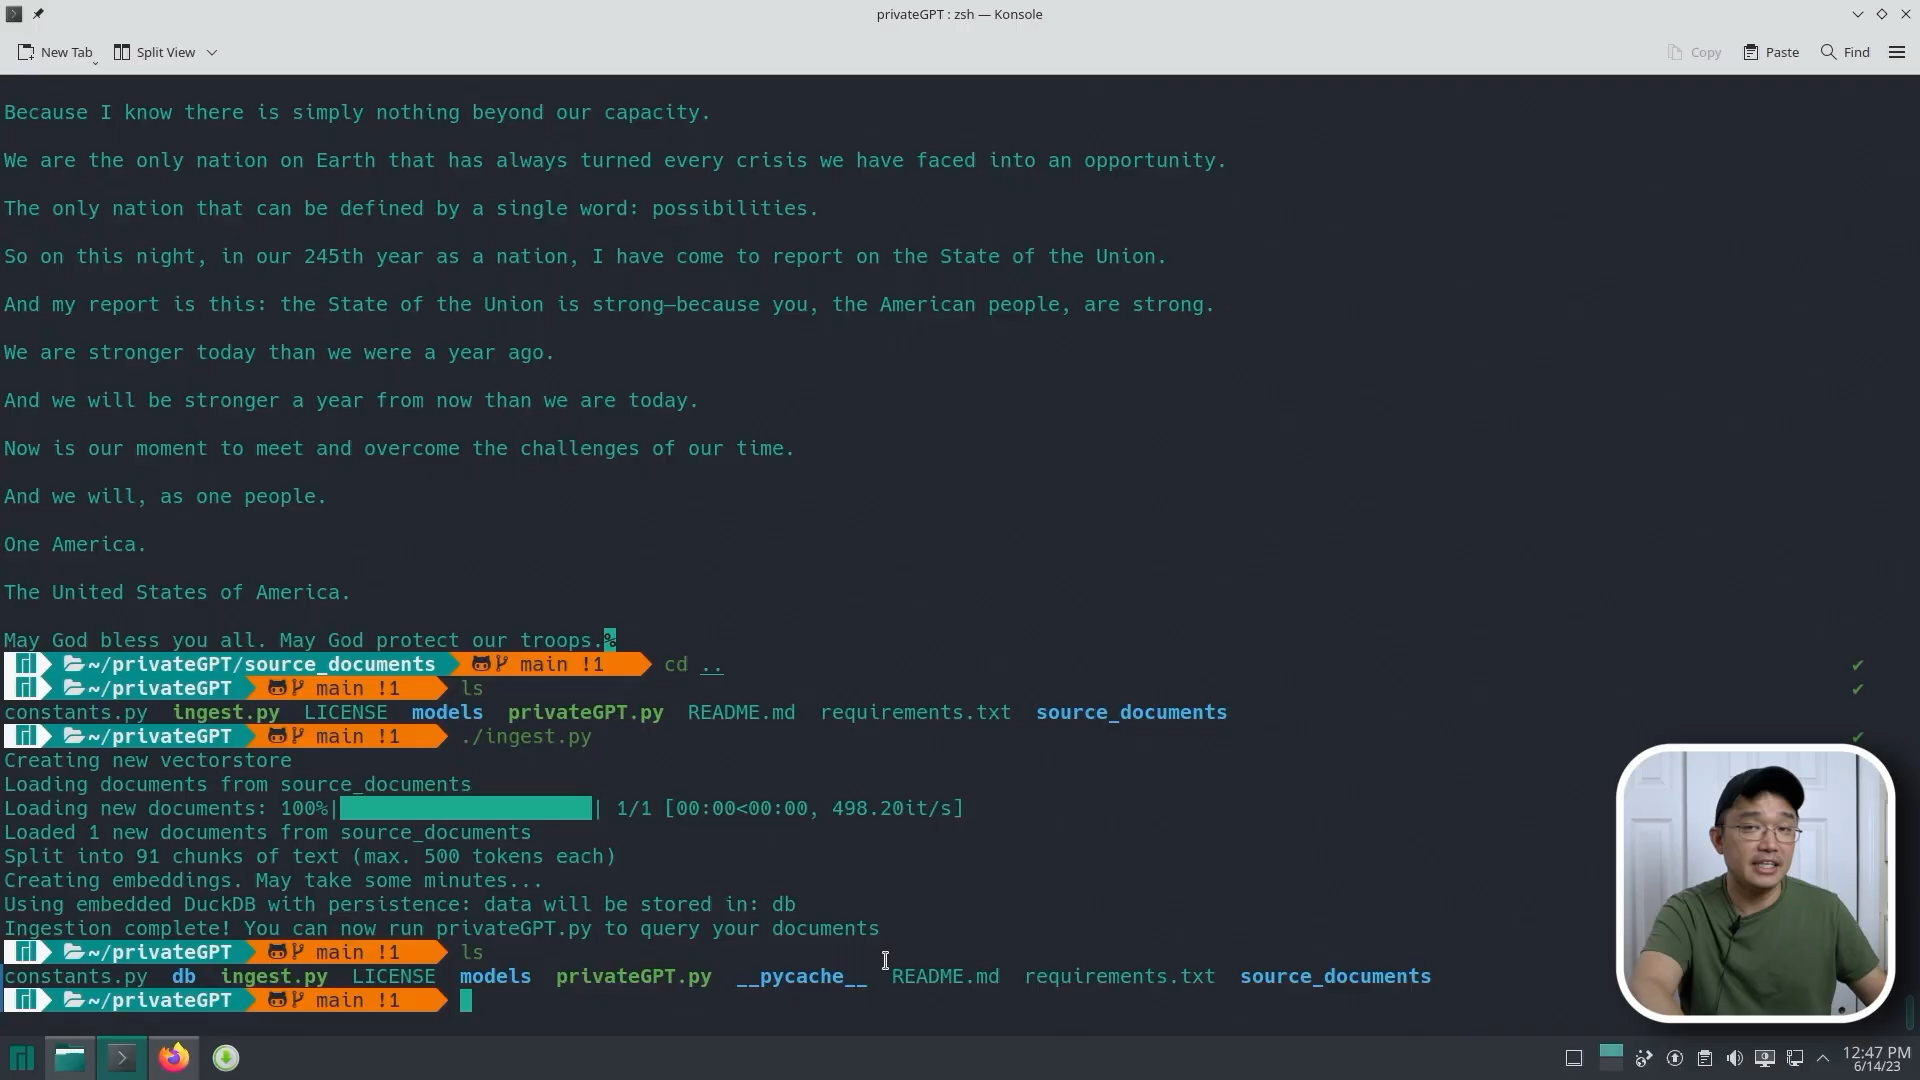 privateGPT : zsh — Konsole
New Tab Split View Copy Paste Find
Because I know there is simply nothing beyond our capacity.
We are the only nation on Earth that has always turned every crisis we have faced into an opportunity.
The only nation that can be defined by a single word: possibilities.
So on this night, in our 245th year as a nation, I have come to report on the State of the Union.
And my report is this: the State of the Union is strong—because you, the American people, are strong.
We are stronger today than we were a year ago.
And we will be stronger a year from now than we are today.
Now is our moment to meet and overcome the challenges of our time.
And we will, as one people.
One America.
The United States of America.
May God bless you all. May God protect our troops.%
~/privateGPT/source_documents main !1 cd ..
~/privateGPT main !1 ls
constants.py ingest.py LICENSE models privateGPT.py README.md requirements.txt source_documents
~/privateGPT main !1 ./ingest.py
Creating new vectorstore
Loading documents from source_documents
Loading new documents: 100%| | 1/1 [00:00<00:00, 498.20it/s]
Loaded 1 new documents from source_documents
Split into 91 chunks of text (max. 500 tokens each)
Creating embeddings. May take some minutes...
Using embedded DuckDB with persistence: data will be stored in: db
Ingestion complete! You can now run privateGPT.py to query your documents
~/privateGPT main !1 ls
constants.py db ingest.py LICENSE models privateGPT.py __pycache__ README.md requirements.txt source_documents
~/privateGPT main !1
12:47 PM
6/14/23